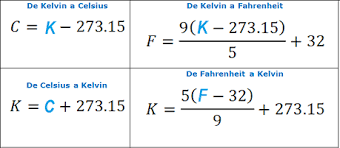 De Kelvin a Celsius
C = K − 273.15
De Kelvin a Fahrenheit
F = 9(K − 273.15)/5 + 32
De Celsius a Kelvin
K = C + 273.15
De Fahrenheit a Kelvin
K = 5(F − 32)/9 + 273.15